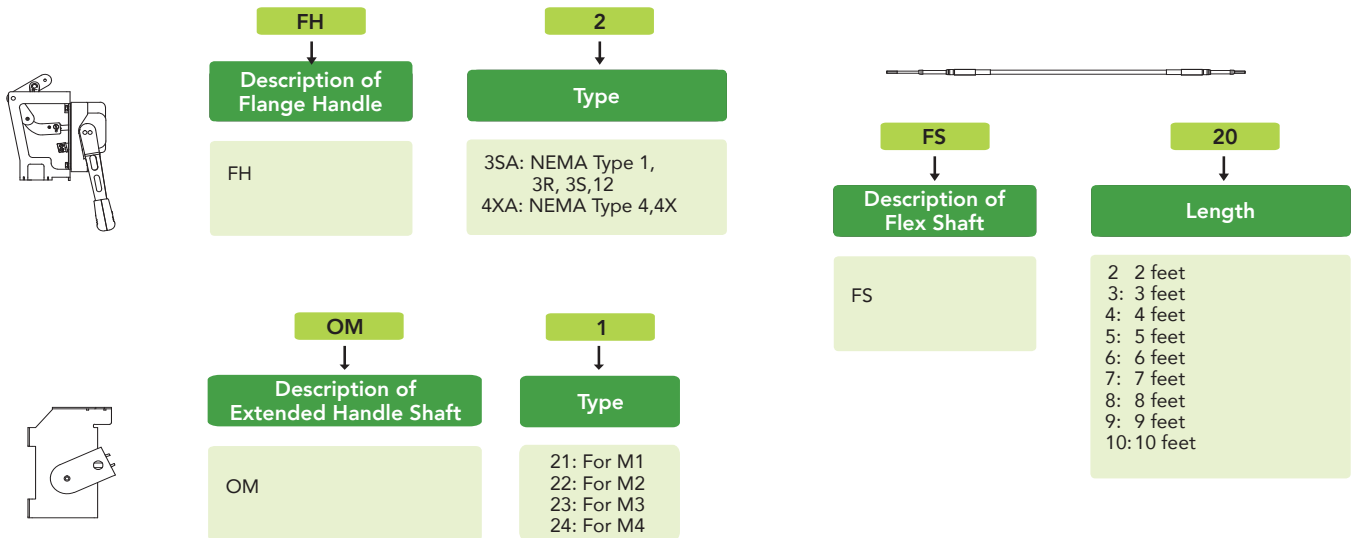 FH
2
Description of
Flange Handle
Type
FH
3SA: NEMA Type 1,
3R, 3S,12
4XA: NEMA Type 4,4X
FS
20
Description of
Flex Shaft
Length
FS
2 2 feet
3: 3 feet
4: 4 feet
5: 5 feet
6: 6 feet
7: 7 feet
8: 8 feet
9: 9 feet
10: 10 feet
OM
1
Description of
Extended Handle Shaft
Type
OM
21: For M1
22: For M2
23: For M3
24: For M4